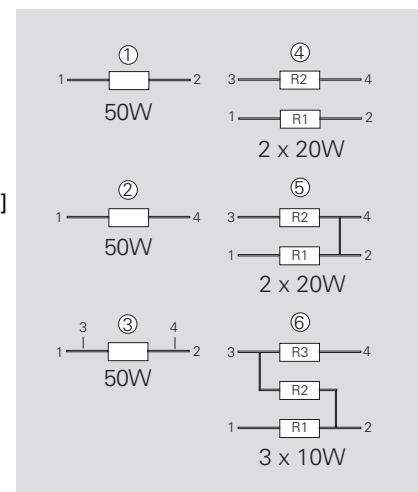 ① ④
1 2 3 R2 4
50W 1 R1 2
2 x 20W
]
② ⑤
1 4 3 R2 4
50W 1 R1 2
2 x 20W
3 ③ 4 ⑥
1 2 3 R3 4
50W R2
1 R1 2
3 x 10W